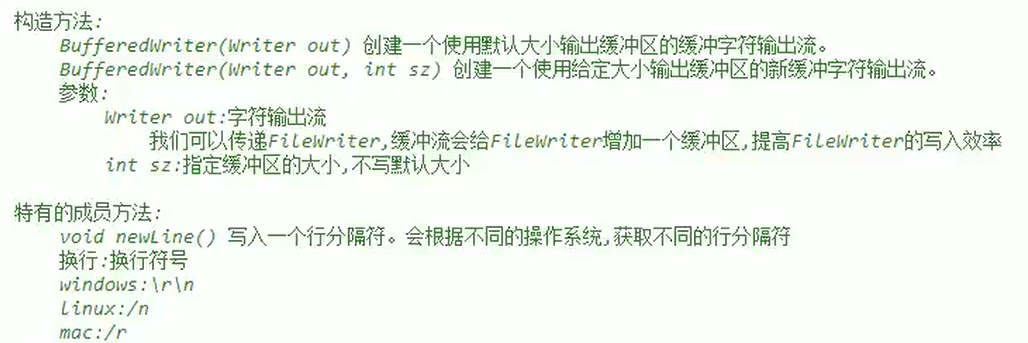 构造方法:
BufferedWriter(Writer out) 创建一个使用默认大小输出缓冲区的缓冲字符输出流。
BufferedWriter(Writer out, int sz) 创建一个使用给定大小输出缓冲区的新缓冲字符输出流。
参数:
Writer out:字符输出流
我们可以传递FileWriter,缓冲流会给FileWriter增加一个缓冲区,提高FileWriter的写入效率
int sz:指定缓冲区的大小,不写默认大小
特有的成员方法:
void newLine() 写入一个行分隔符。会根据不同的操作系统,获取不同的行分隔符
换行:换行符号
windows:\r\n
linux:/n
mac:/r